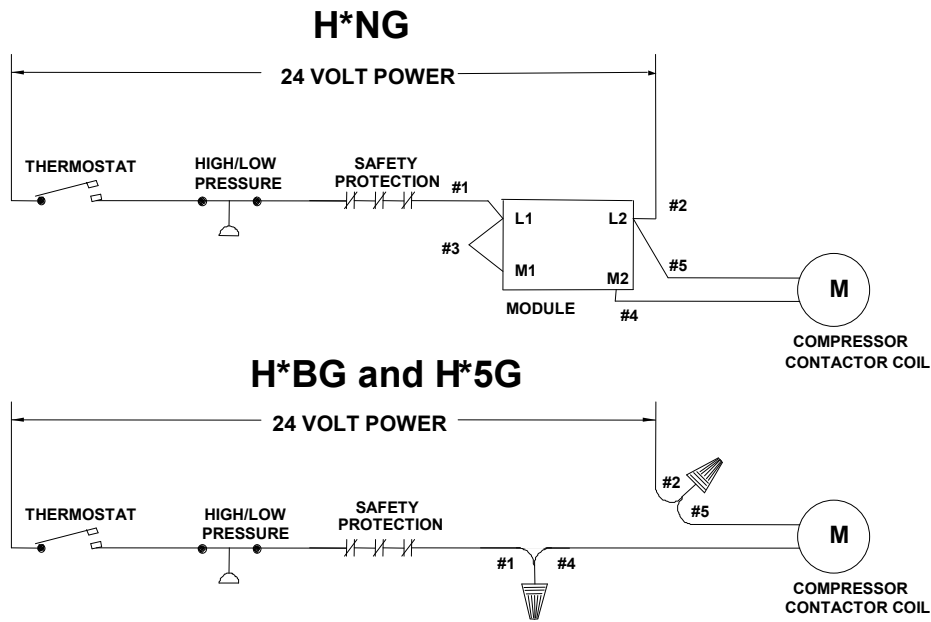 H*NG
24 VOLT POWER
THERMOSTAT
HIGH/LOW
PRESSURE
SAFETY
PROTECTION
#1
#2
L1
L2
#3
#5
M1
M2
M
MODULE
#4
COMPRESSOR
CONTACTOR COIL
H*BG and H*5G
24 VOLT POWER
#2
THERMOSTAT
HIGH/LOW
PRESSURE
SAFETY
PROTECTION
#5
M
#1
#4
COMPRESSOR
CONTACTOR COIL